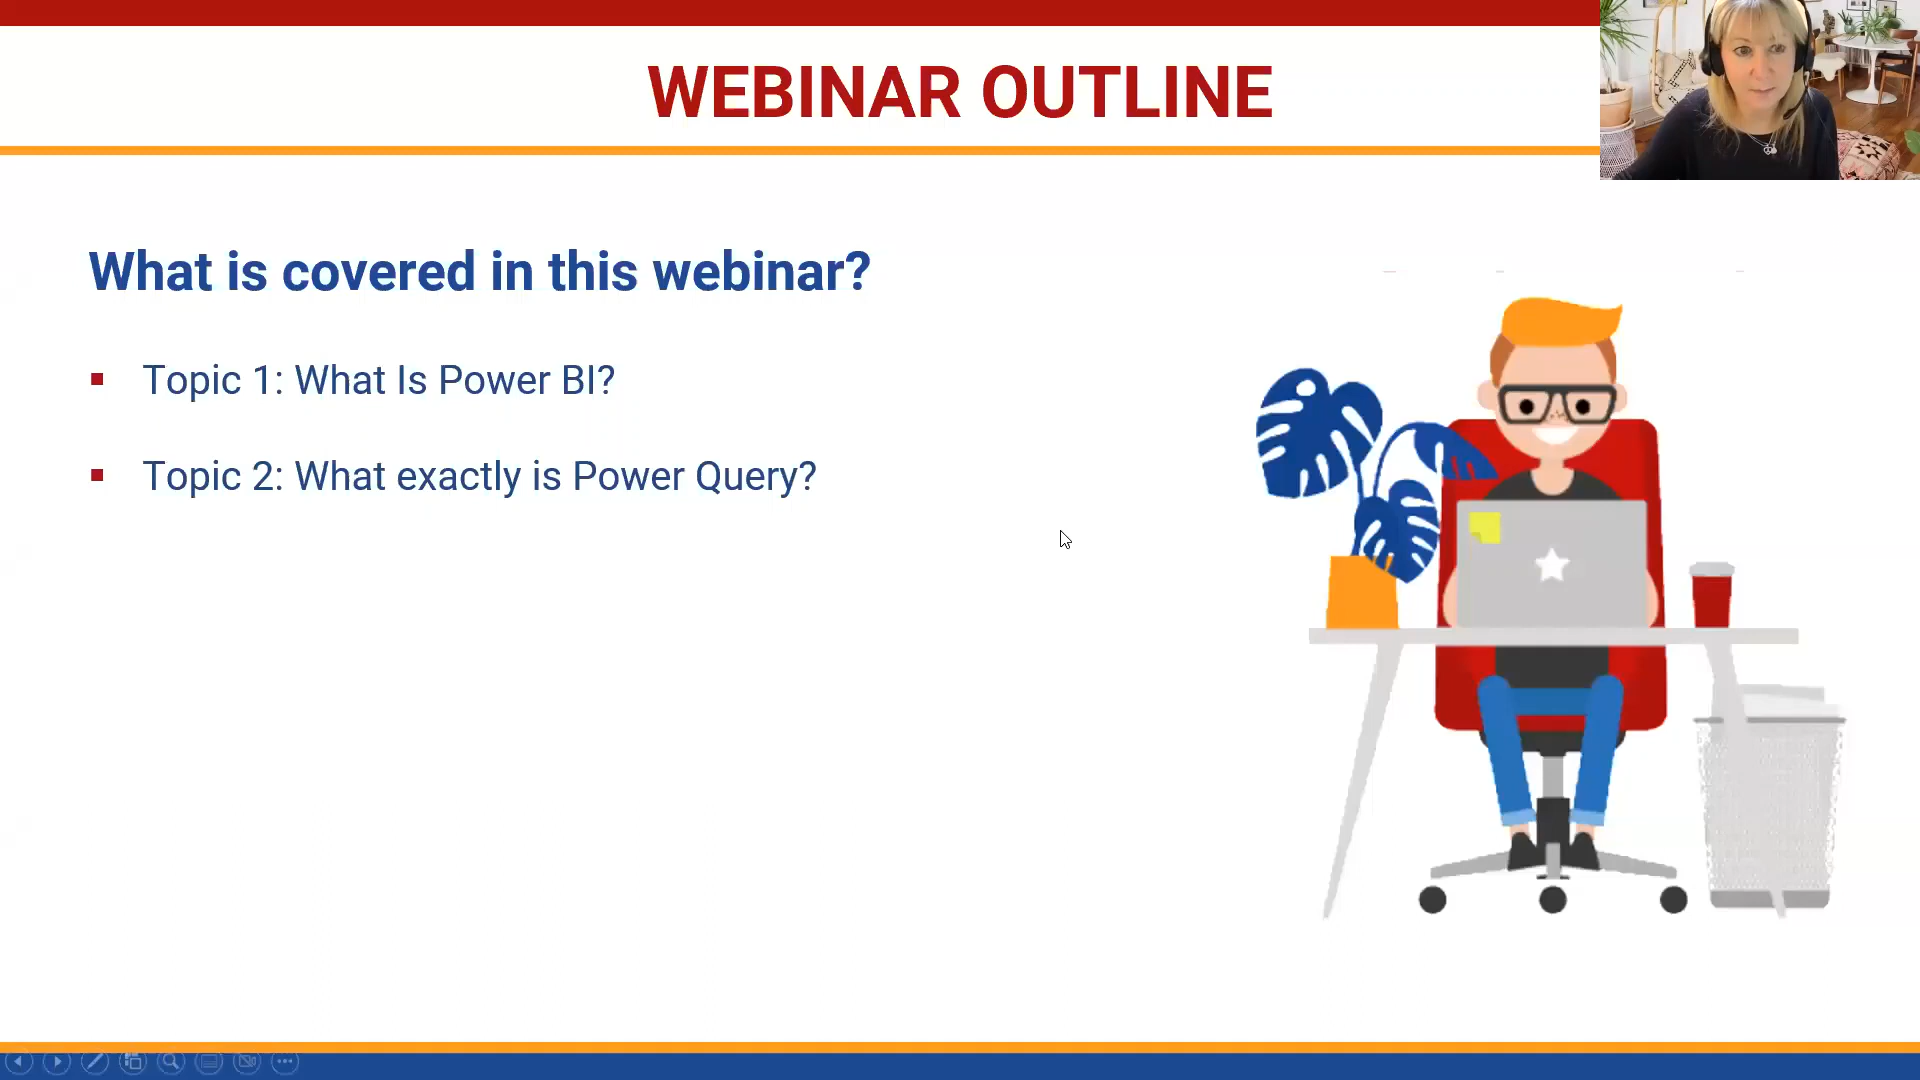 WEBINAR OUTLINE
What is covered in this webinar?
Topic 1: What Is Power BI?
Topic 2: What exactly is Power Query?